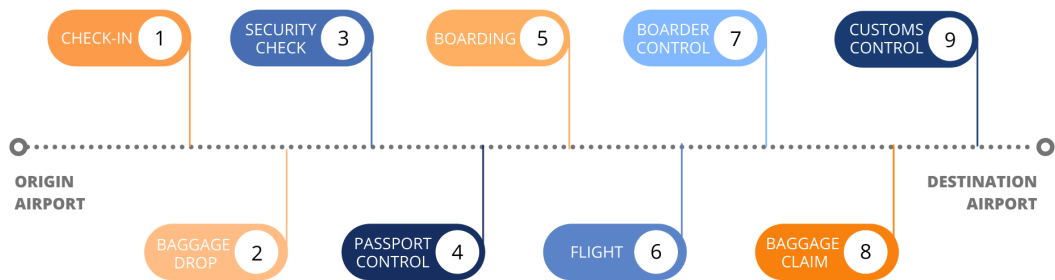 CHECK-IN 1
SECURITY
CHECK 3
BOARDING 5
BOARDER
CONTROL 7
CUSTOMS
CONTROL 9
ORIGIN
AIRPORT
DESTINATION
AIRPORT
BAGGAGE
DROP 2
PASSPORT
CONTROL 4
FLIGHT 6
BAGGAGE
CLAIM 8